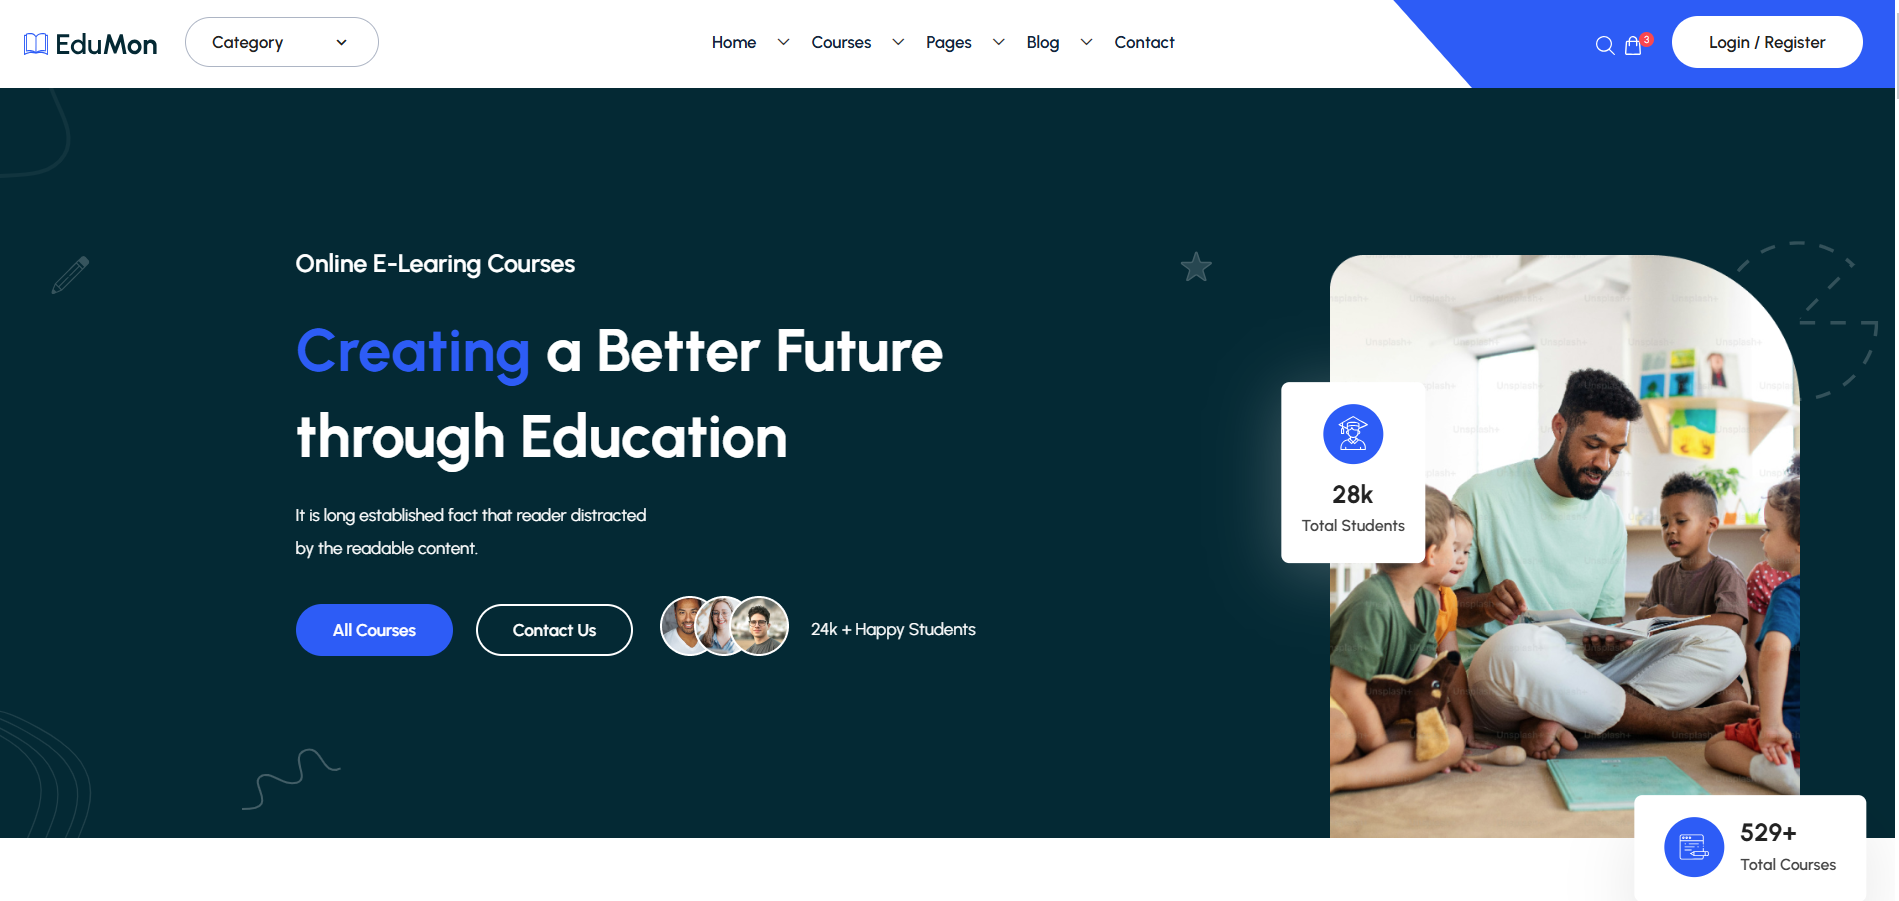 EduMon
Category
Home
Courses
Pages
Blog
Contact
3
Login / Register
Online E-Learing Courses
Creating a Better Future
through Education
It is long established fact that reader distracted
by the readable content.
All Courses
Contact Us
24k + Happy Students
28k
Total Students
529+
Total Courses